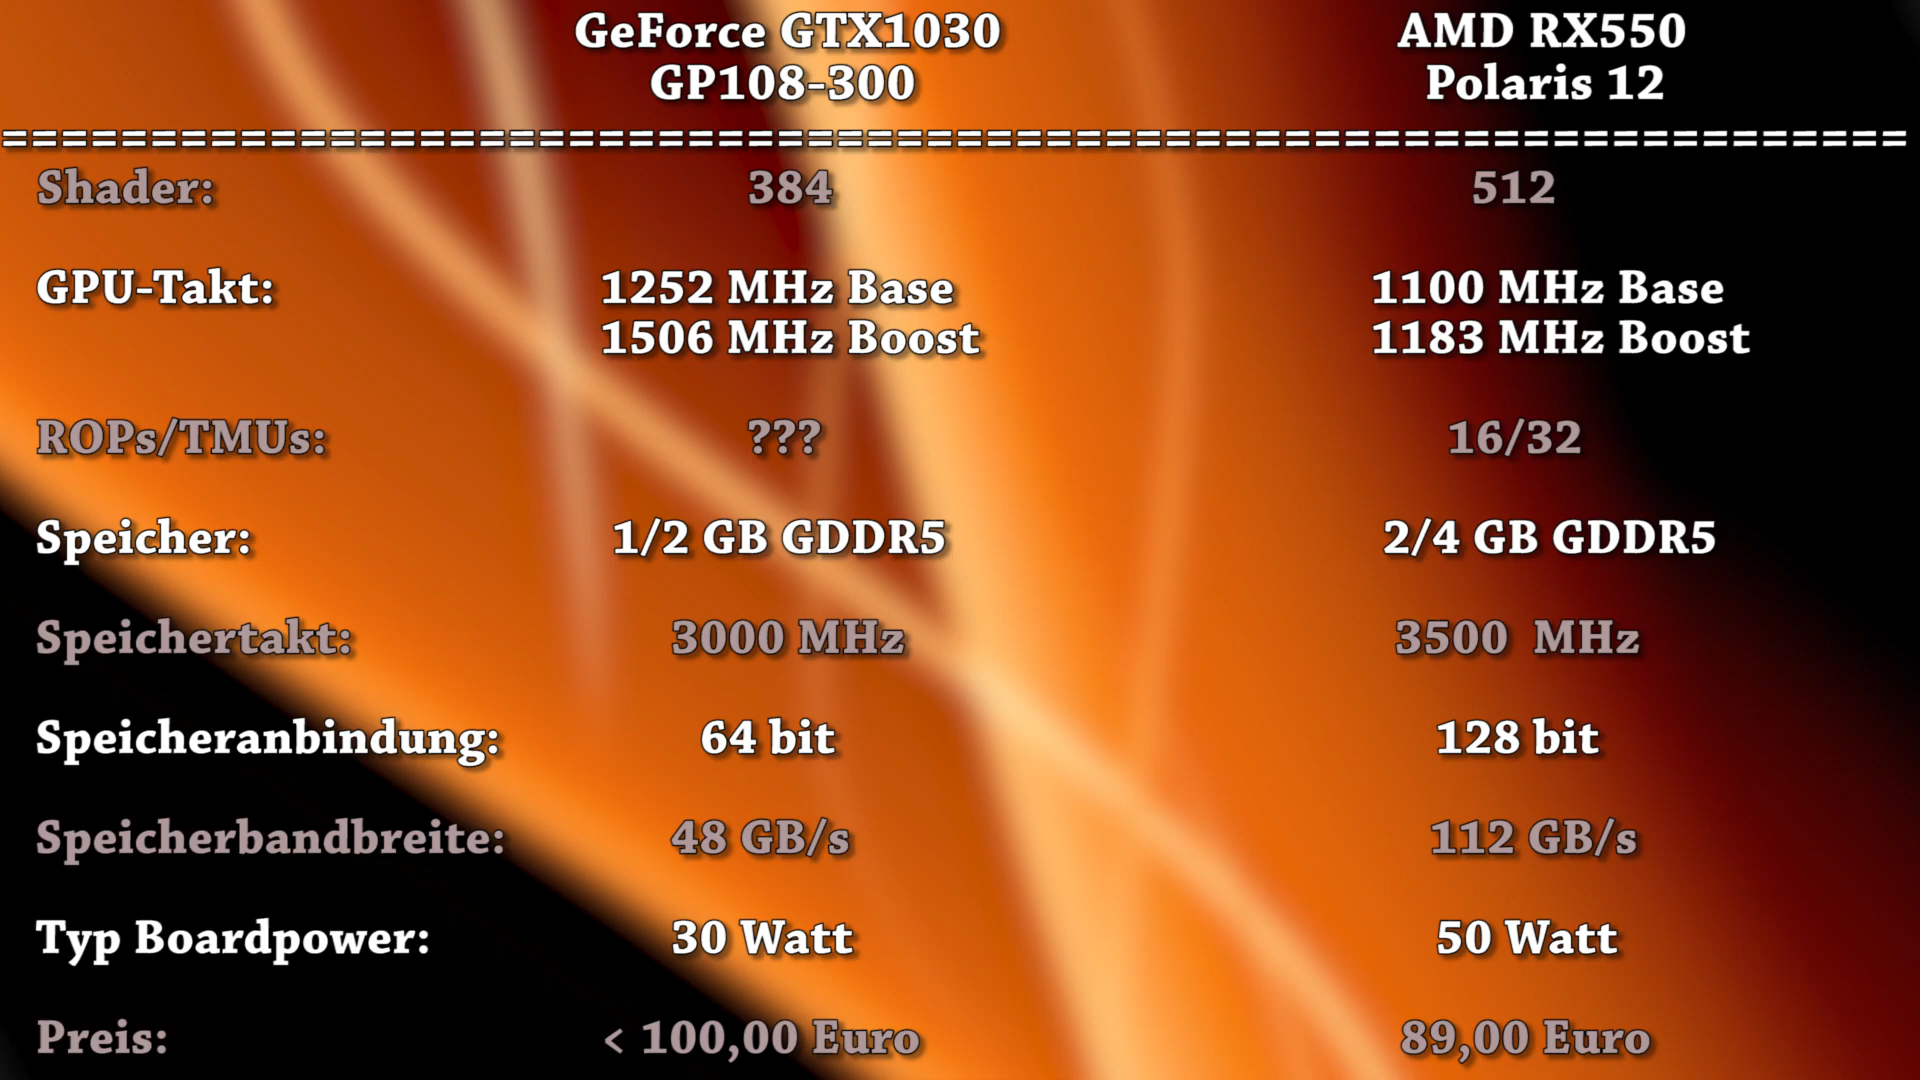 GeForce GTX1030 AMD RX550
GP108-300 Polaris 12
================================================================
Shader: 384 512
GPU-Takt: 1252 MHz Base 1100 MHz Base
1506 MHz Boost 1183 MHz Boost
ROPs/TMUs: ??? 16/32
Speicher: 1/2 GB GDDR5 2/4 GB GDDR5
Speichertakt: 3000 MHz 3500 MHz
Speicheranbindung: 64 bit 128 bit
Speicherbandbreite: 48 GB/s 112 GB/s
Typ Boardpower: 30 Watt 50 Watt
Preis: < 100,00 Euro 89,00 Euro